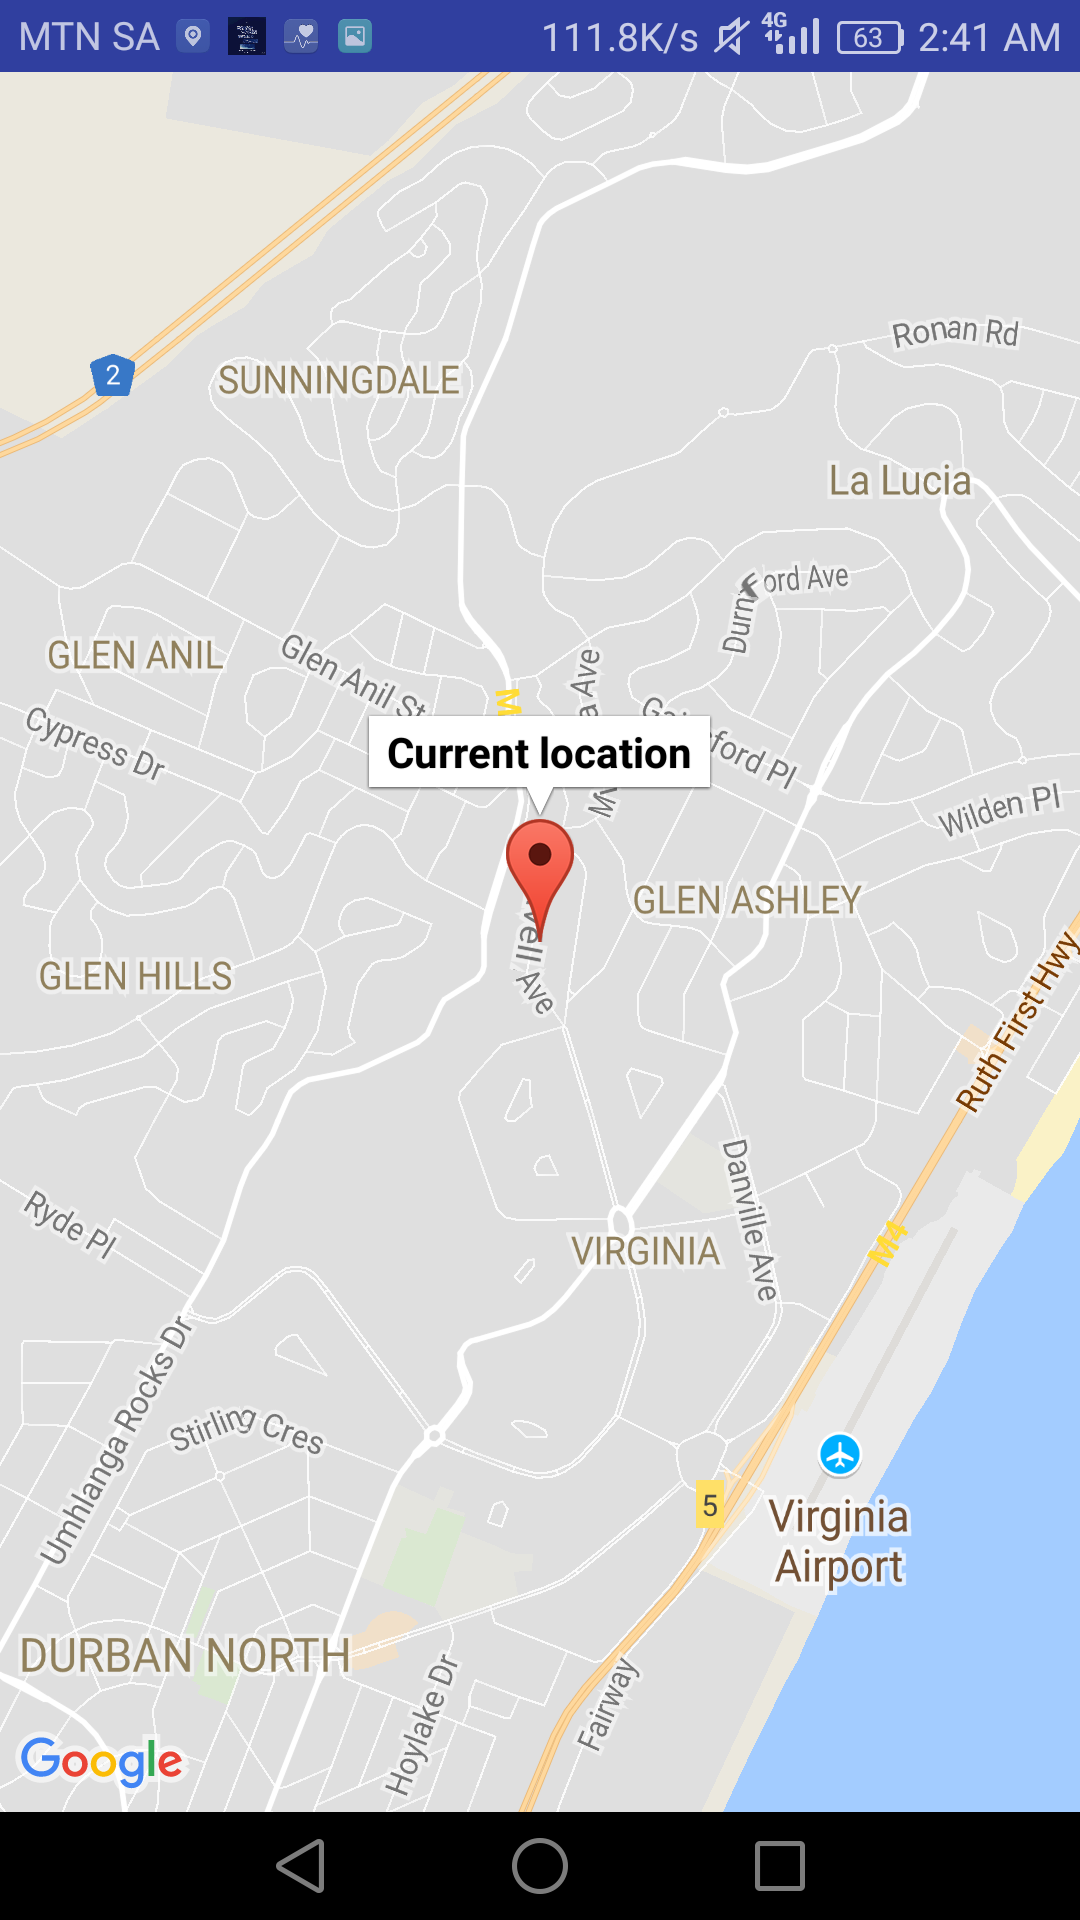 MTN SA 111.8K/s 4G 63 2:41 AM
Ronan Rd
2
SUNNINGDALE
La Lucia
ord Ave
Durnf
GLEN ANIL
Glen Anil St
Ave
Cypress Dr
ford Pl
Current location
Wilden Pl
GLEN ASHLEY
GLEN HILLS
Ave
Ruth First Hwy
Danville Ave
Ryde Pl
M4
VIRGINIA
Umhlanga Rocks Dr
Stirling Cres
5
Virginia
Airport
DURBAN NORTH
Hoylake Dr
Fairway
Google